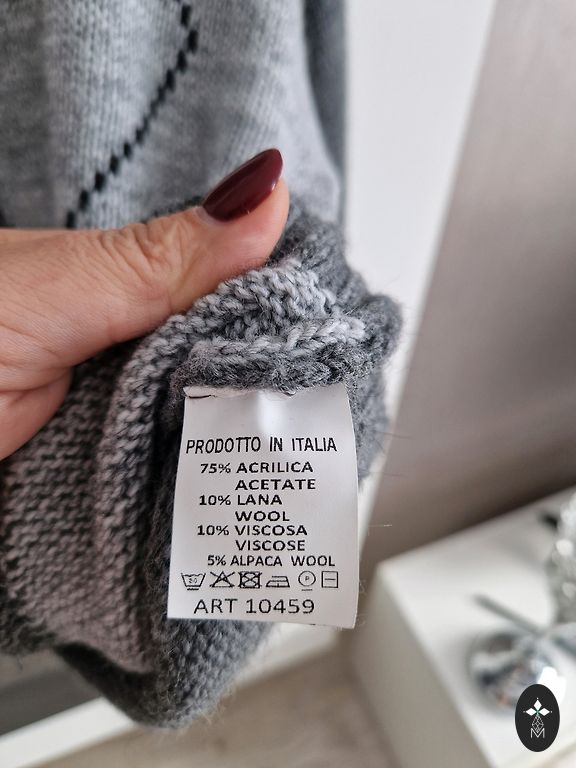 PRODOTTO IN ITALIA
75% ACRILICA
ACETATE
10% LANA
WOOL
10% VISCOSA
VISCOSE
5% ALPACA WOOL
ART 10459
M